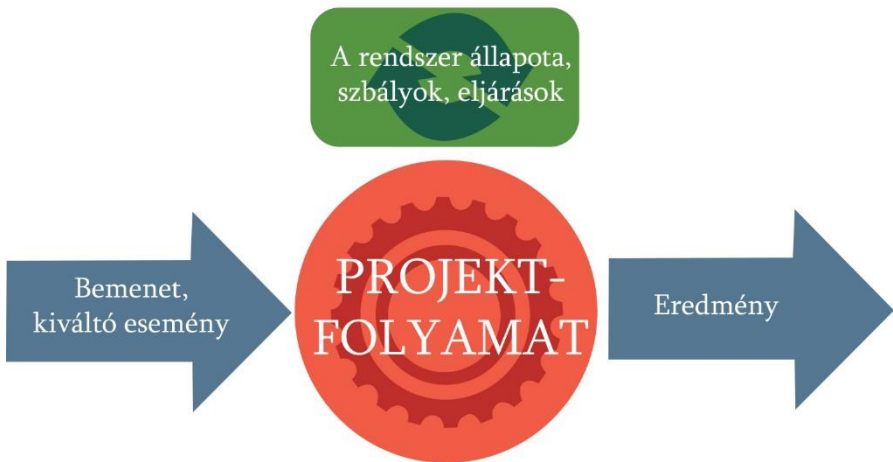 A rendszer állapota,
szbályok, eljárások
Bemenet,
kiváltó esemény
PROJEKT-
FOLYAMAT
Eredmény